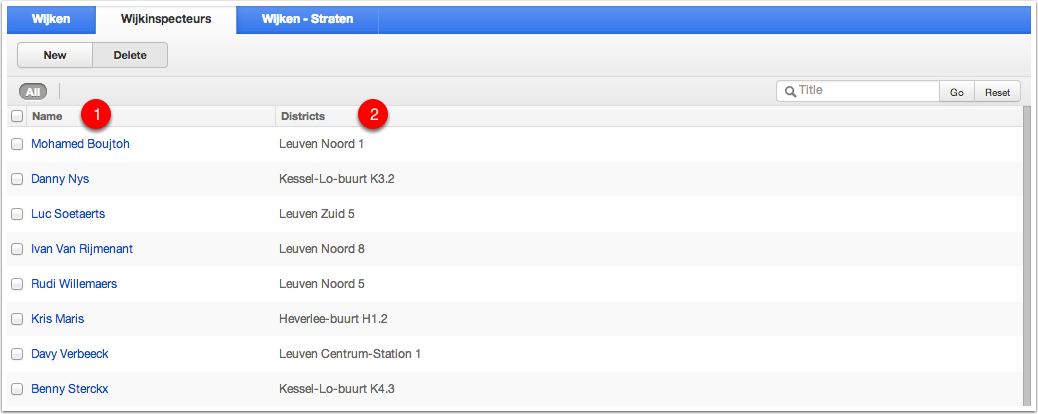 Wijken Wijkinspecteurs Wijken - Straten
New Delete
All Title Go Reset
Name 1 Districts 2
Mohamed Boujtoh Leuven Noord 1
Danny Nys Kessel-Lo-buurt K3.2
Luc Soetaerts Leuven Zuid 5
Ivan Van Rijmenant Leuven Noord 8
Rudi Willemaers Leuven Noord 5
Kris Maris Heverlee-buurt H1.2
Davy Verbeeck Leuven Centrum-Station 1
Benny Sterckx Kessel-Lo-buurt K4.3